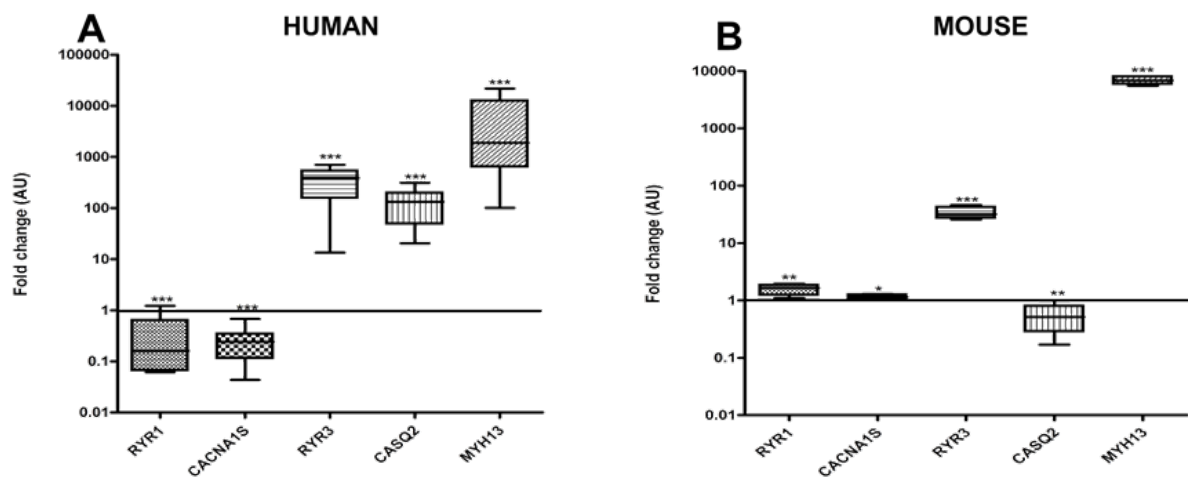 A
HUMAN
100000
10000
1000
100
10
1
0.1
0.01
Fold change (AU)
***
***
***
***
***
RYR1
CACNA1S
RYR3
CASQ2
MYH13
B
MOUSE
10000
1000
100
10
1
0.1
0.01
Fold change (AU)
**
*
***
**
***
RYR1
CACNA1S
RYR3
CASQ2
MYH13